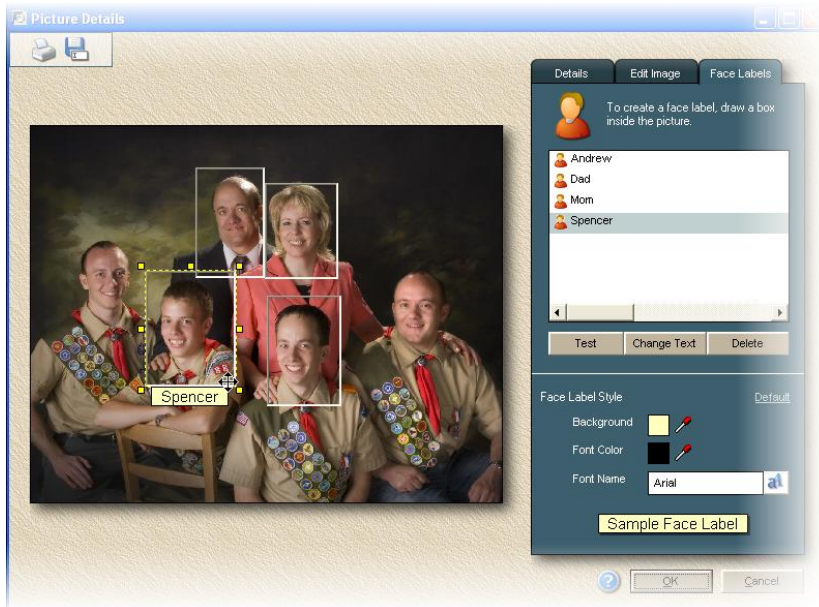 Picture Details
Details
Edit Image
Face Labels
To create a face label, draw a box
inside the picture.
Andrew
Dad
Mom
Spencer
Test
Change Text
Delete
Spencer
Face Label Style
Default
Background
Font Color
Font Name
Arial
a
Sample Face Label
?
OK
Cancel